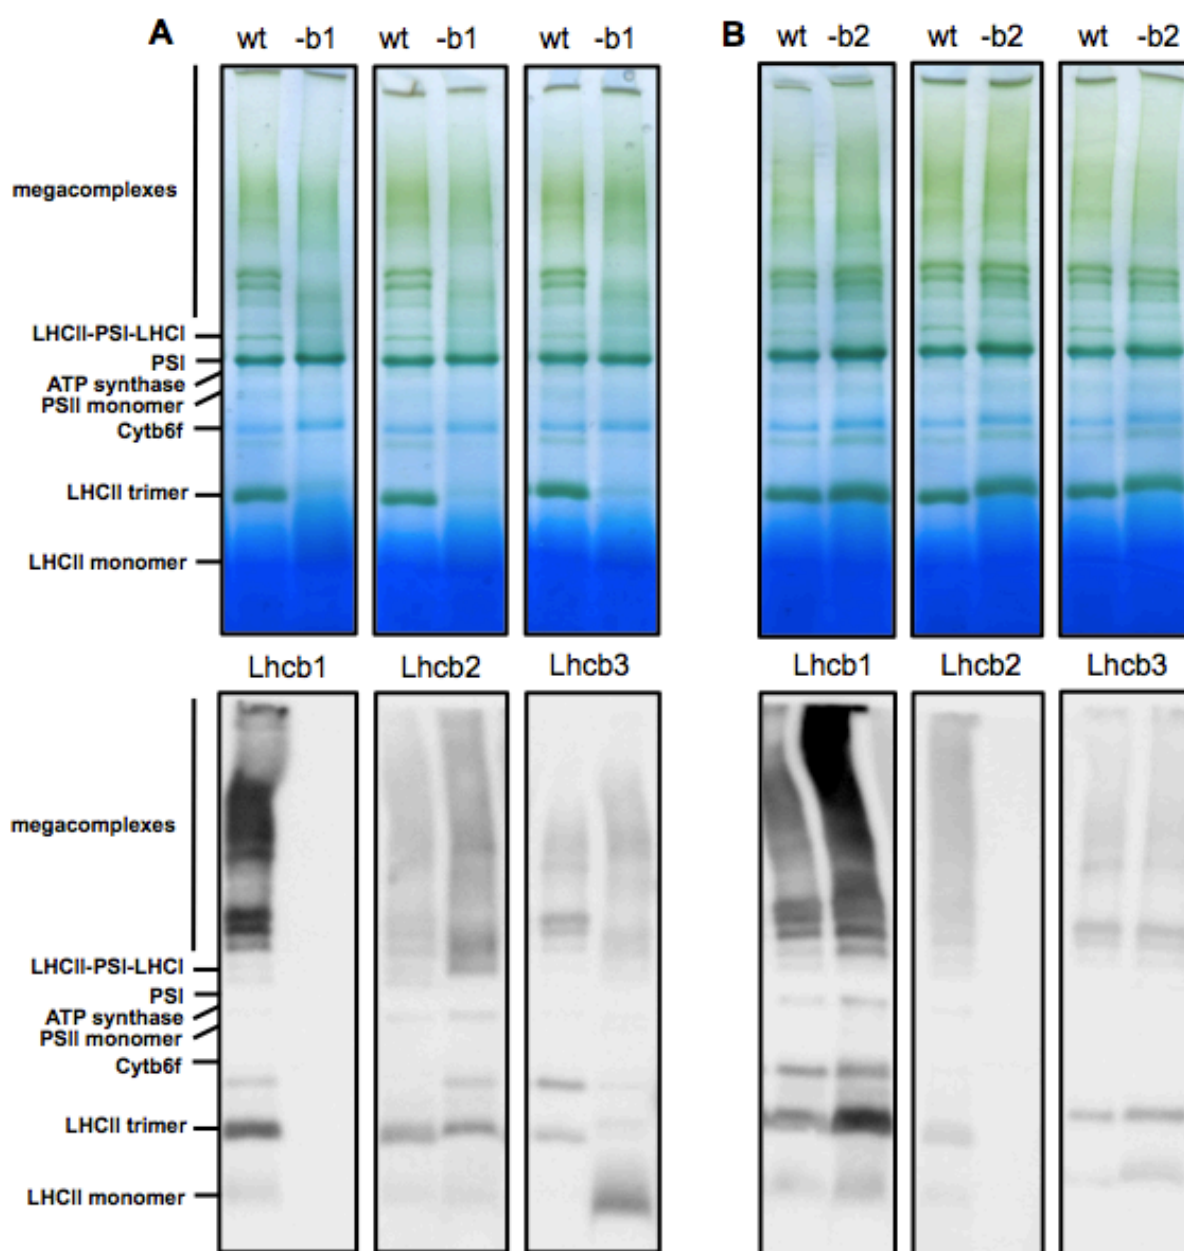 A wt -b1 wt -b1 wt -b1 B wt -b2 wt -b2 wt -b2
megacomplexes
LHCII-PSI-LHCI
PSI
ATP synthase
PSII monomer
Cytb6f
LHCII trimer
LHCII monomer
Lhcb1 Lhcb2 Lhcb3 Lhcb1 Lhcb2 Lhcb3
megacomplexes
LHCII-PSI-LHCI
PSI
ATP synthase
PSII monomer
Cytb6f
LHCII trimer
LHCII monomer